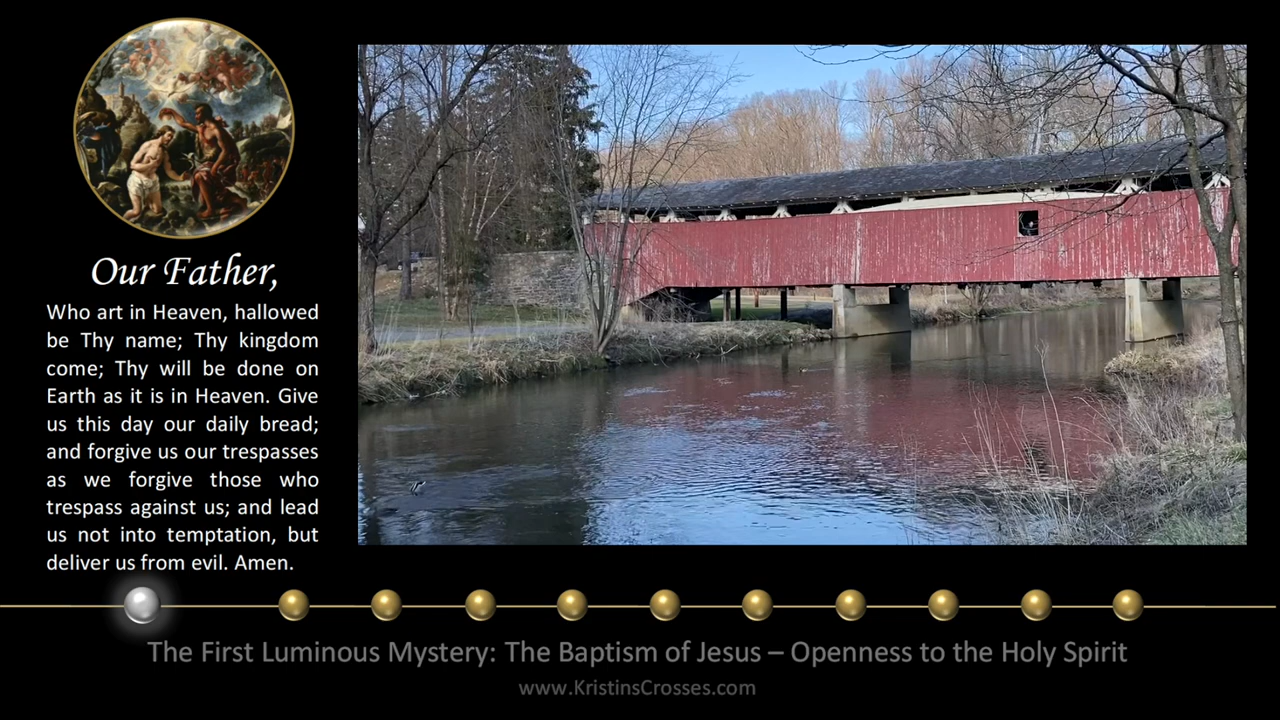 Our Father,
Who art in Heaven, hallowed
be Thy name; Thy kingdom
come; Thy will be done on
Earth as it is in Heaven. Give
us this day our daily bread;
and forgive us our trespasses
as we forgive those who
trespass against us; and lead
us not into temptation, but
deliver us from evil. Amen.
The First Luminous Mystery: The Baptism of Jesus – Openness to the Holy Spirit
www.KristinsCrosses.com